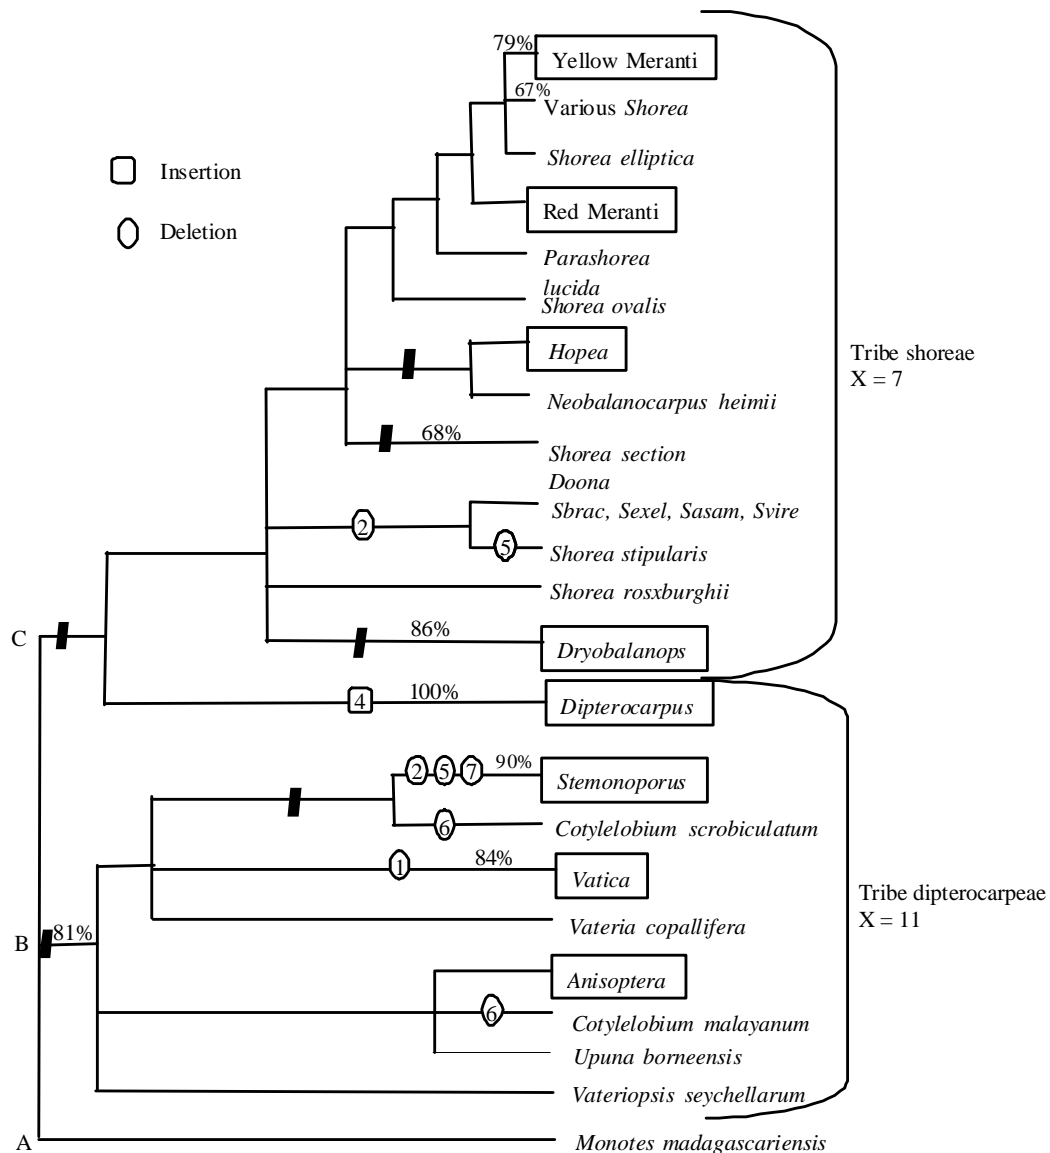 79%
Yellow Meranti
67%
Various Shorea
Insertion
Shorea elliptica
Red Meranti
Deletion
Parashorea
lucida
Shorea ovalis
Hopea
Tribe shoreae
X = 7
Neobalanocarpus heimii
68%
Shorea section
Doona
Sbrac, Sexel, Sasam, Svire
2
5
Shorea stipularis
Shorea rosxburghii
C
86%
Dryobalanops
4
100%
Dipterocarpus
2 5 7
90%
Stemonoporus
6
Cotylelobium scrobiculatum
1
84%
Vatica
Tribe dipterocarpeae
X = 11
Vateria copallifera
B
81%
Anisoptera
6
Cotylelobium malayanum
Upuna borneensis
Vateriopsis seychellarum
A
Monotes madagascariensis